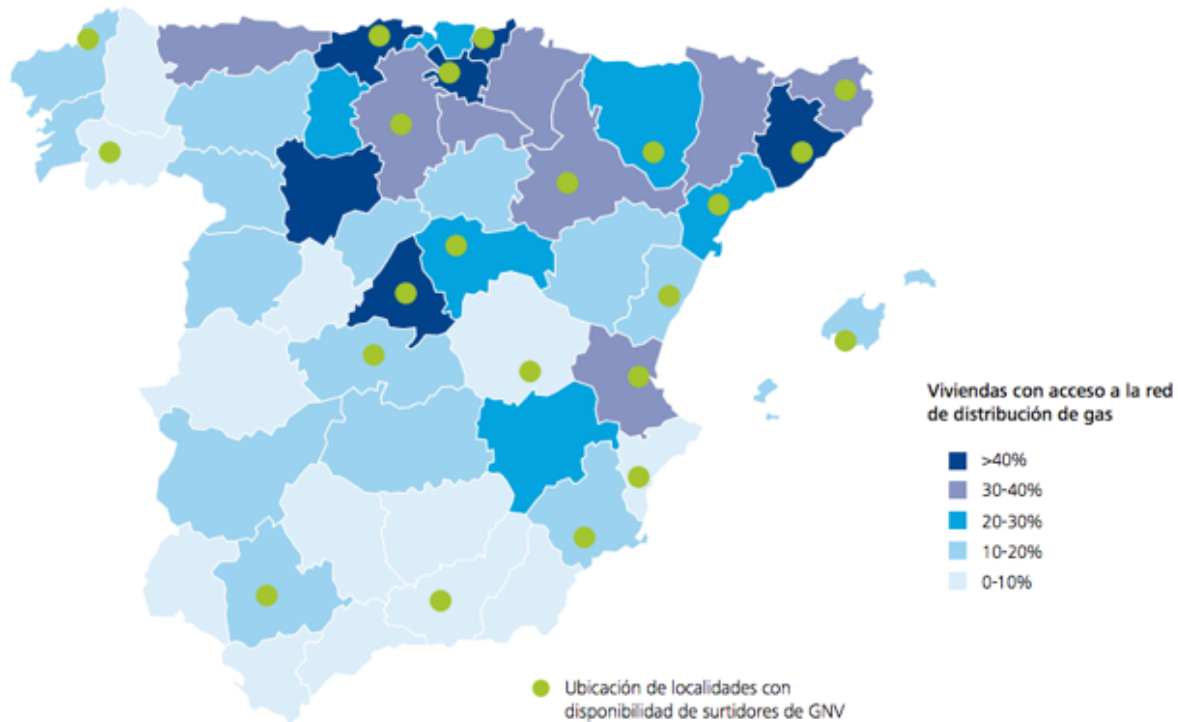 Viviendas con acceso a la red
de distribución de gas
>40%
30-40%
20-30%
10-20%
0-10%
Ubicación de localidades con
disponibilidad de surtidores de GNV